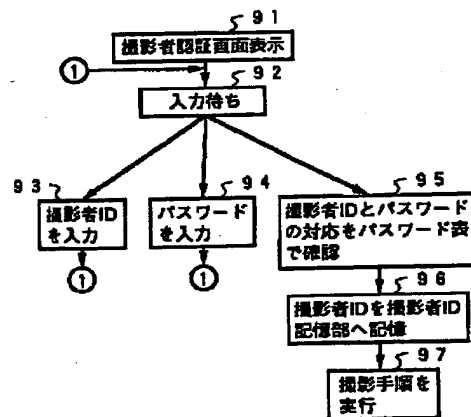 91
撮影者認証画面表示
①
92
入力待ち
93
撮影者ID
を入力
①
94
パスワード
を入力
①
95
撮影者IDとパスワード
の対応をパスワード表
で確認
96
撮影者IDを撮影者ID
記憶部へ記憶
97
撮影手順を
実行